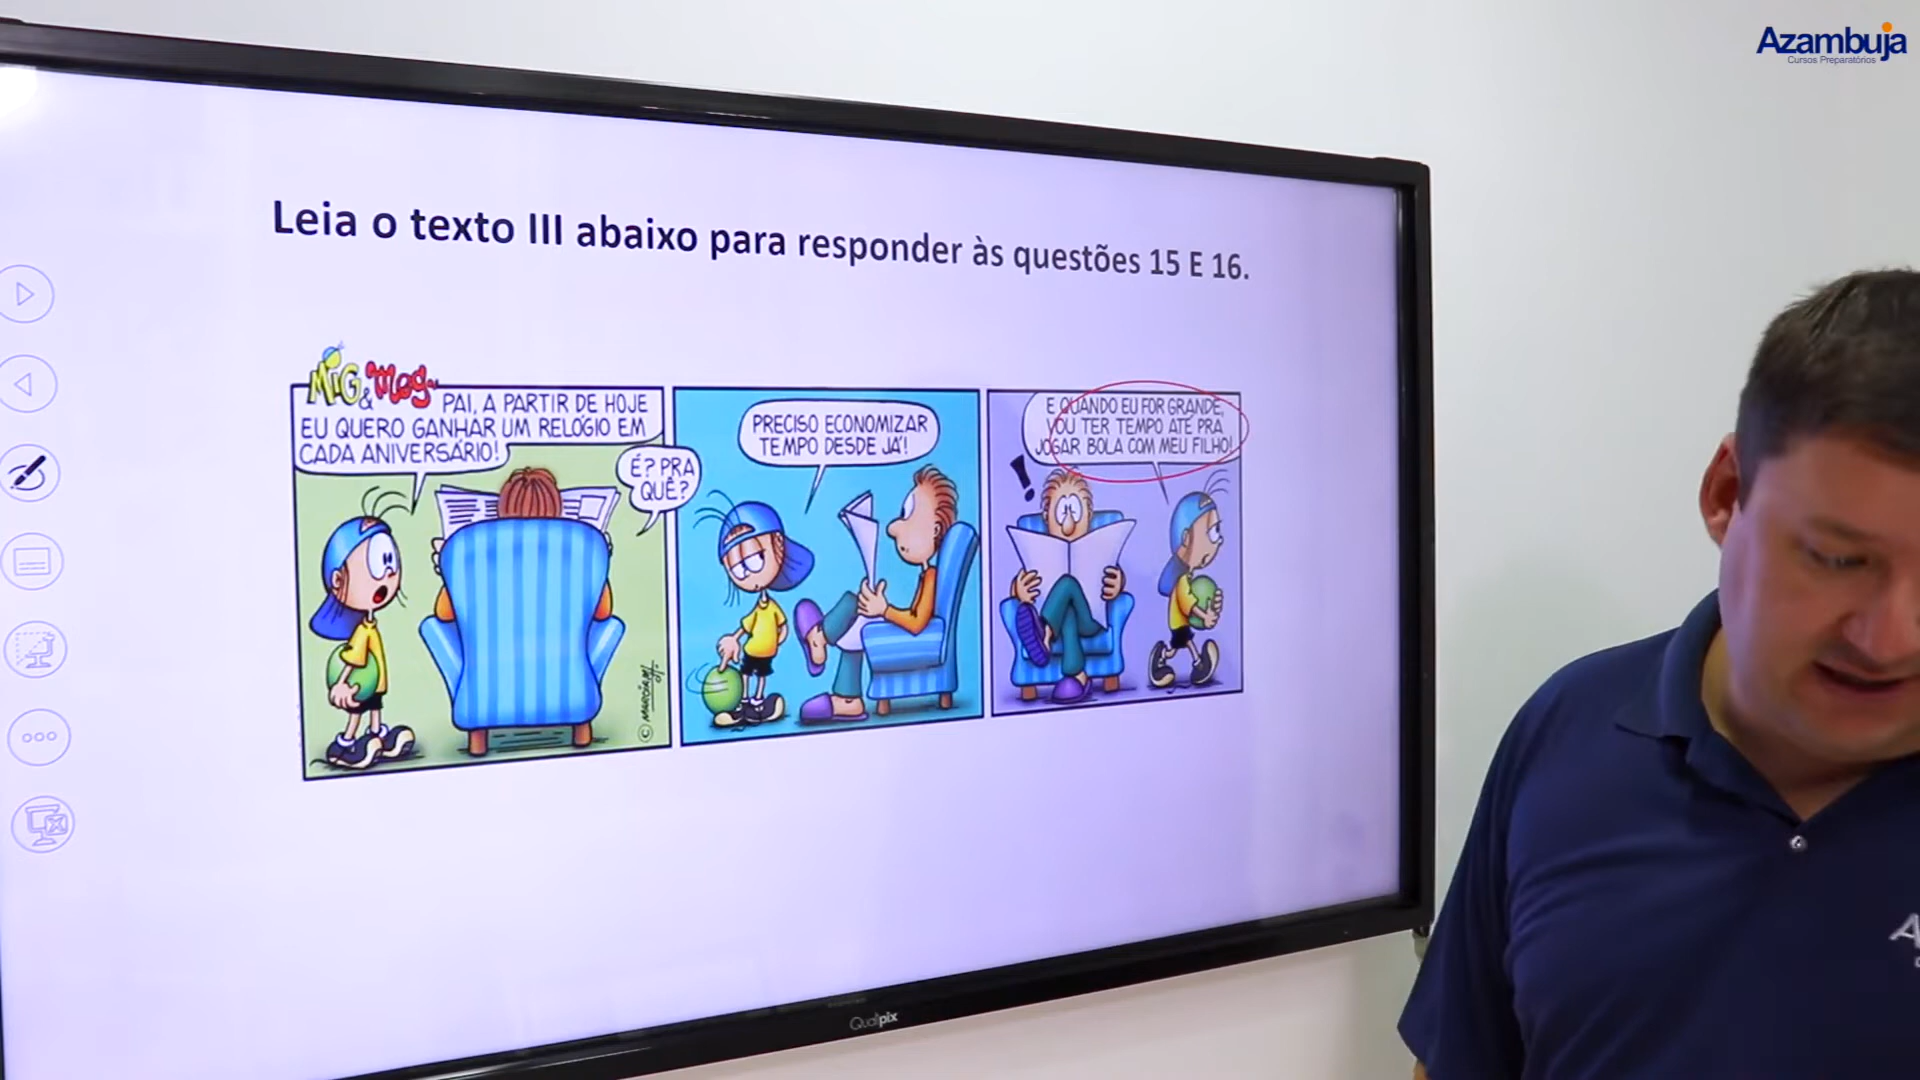 Azambuja
Cursos Preparatórios
Leia o texto III abaixo para responder às questões 15 E 16.
MIG & Meg
PAI, A PARTIR DE HOJE
EU QUERO GANHAR UM RELÓGIO EM
CADA ANIVERSÁRIO!
É? PRA
QUÊ?
PRECISO ECONOMIZAR
TEMPO DESDE JÁ!
E QUANDO EU FOR GRANDE,
VOU TER TEMPO ATÉ PRA
JOGAR BOLA COM MEU FILHO!
!
Qualpix